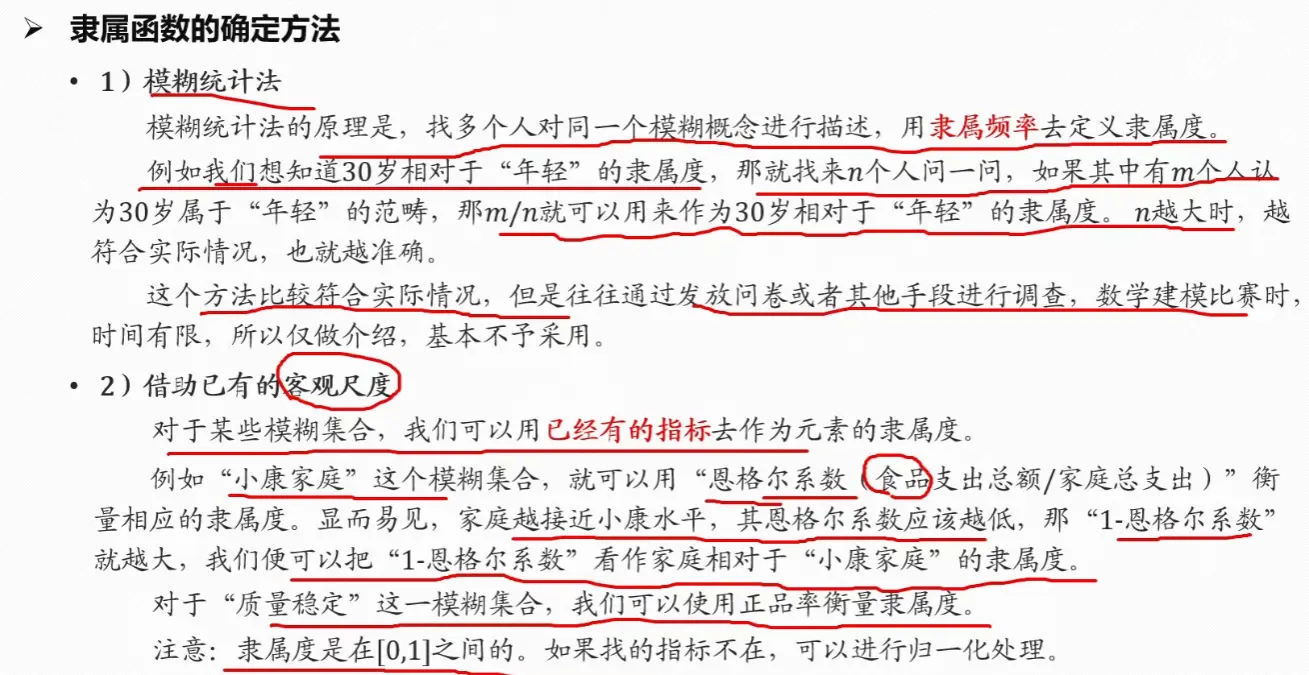 ➢ 隶属函数的确定方法
• 1）模糊统计法
模糊统计法的原理是，找多个人对同一个模糊概念进行描述，用隶属频率去定义隶属度。
例如我们想知道30岁相对于“年轻”的隶属度，那就找来n个人问一问，如果其中有m个人认
为30岁属于“年轻”的范畴，那m/n就可以用来作为30岁相对于“年轻”的隶属度。n越大时，越
符合实际情况，也就越准确。
这个方法比较符合实际情况，但是往往通过发放问卷或者其他手段进行调查，数学建模比赛时，
时间有限，所以仅做介绍，基本不予采用。
• 2）借助已有的客观尺度
对于某些模糊集合，我们可以用已经有的指标去作为元素的隶属度。
例如“小康家庭”这个模糊集合，就可以用“恩格尔系数（食品支出总额/家庭总支出）”衡
量相应的隶属度。显而易见，家庭越接近小康水平，其恩格尔系数应该越低，那“1-恩格尔系数”
就越大，我们便可以把“1-恩格尔系数”看作家庭相对于“小康家庭”的隶属度。
对于“质量稳定”这一模糊集合，我们可以使用正品率衡量隶属度。
注意：隶属度是在[0,1]之间的。如果找的指标不在，可以进行归一化处理。